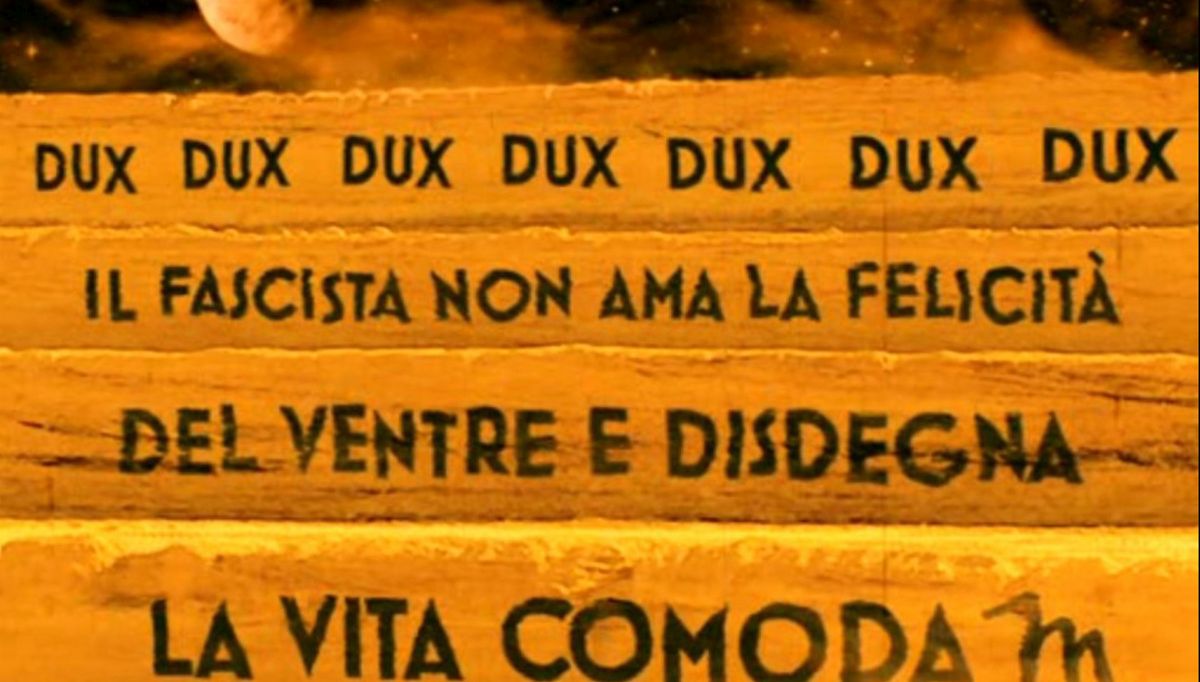 DUX DUX DUX DUX DUX DUX DUX
IL FASCISTA NON AMA LA FELICITÀ
DEL VENTRE E DISDEGNA
LA VITA COMODA M